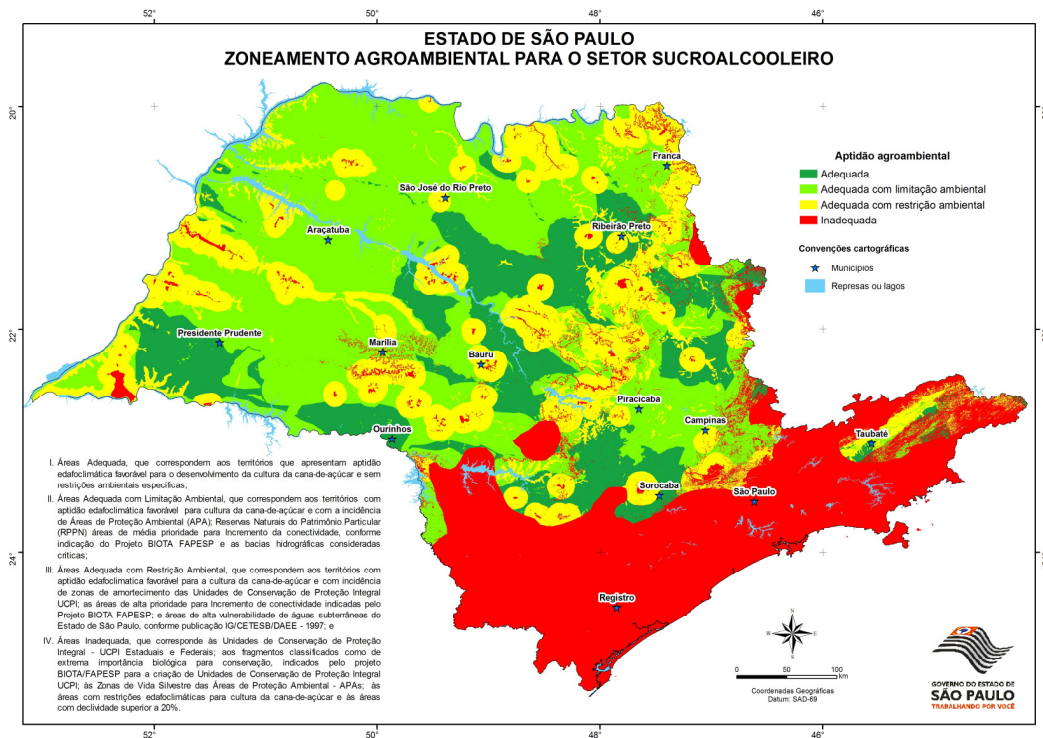 52°
50°
48°
46°
ESTADO DE SÃO PAULO
ZONEAMENTO AGROAMBIENTAL PARA O SETOR SUCROALCOOLEIRO
20°
Franca
São José do Rio Preto
Ribeirão Preto
Araçatuba
Aptidão agroambiental
Adequada
Adequada com limitação ambiental
Adequada com restrição ambiental
Inadequada
Convenções cartográficas
Municípios
Represas ou lagos
22°
Presidente Prudente
Marília
Bauru
Piracicaba
Campinas
Ourinhos
Taubaté
Sorocaba
São Paulo
Registro
I. Áreas Adequada, que correspondem aos territórios que apresentam aptidão
edafoclimática favorável para o desenvolvimento da cultura da cana-de-açúcar e sem
restrições ambientais especificas;
II. Áreas Adequada com Limitação Ambiental, que correspondem aos territórios com
aptidão edafoclimática favorável para cultura da cana-de-açúcar e com a incidência
de Áreas de Proteção Ambiental (APA); Reservas Naturais do Patrimônio Particular
(RPPN) áreas de média prioridade para Incremento da conectividade, conforme
indicação do Projeto BIOTA FAPESP e as bacias hidrográficas consideradas
criticas;
24°
III. Áreas Adequada com Restrição Ambiental, que correspondem aos territórios com
aptidão edafoclimatica favorável para a cultura da cana-de-açúcar e com incidência
de zonas de amortecimento das Unidades de Conservação de Proteção Integral
UCPI; as áreas de alta prioridade para Incremento de conectividade indicadas pelo
Projeto BIOTA FAPESP; e áreas de alta vulnerabilidade de águas subterrâneas do
Estado de São Paulo, conforme publicação IG/CETESB/DAEE - 1997; e
IV. Áreas Inadequada, que corresponde às Unidades de Conservação de Proteção
Integral - UCPI Estaduais e Federais; aos fragmentos classificados como de
extrema importância biológica para conservação, indicados pelo projeto
BIOTA/FAPESP para a criação de Unidades de Conservação de Proteção Integral
UCPI; às Zonas de Vida Silvestre das Áreas de Proteção Ambiental - APAs; às
áreas com restrições edafoclimáticas para cultura da cana-de-açúcar e às áreas
com declividade superior a 20%.
N
W E
S
0 50 100
km
Coordenadas Geográficas
Datum: SAD-69
GOVERNO DO ESTADO DE
SÃO PAULO
TRABALHANDO POR VOCÊ
52°
50°
48°
46°